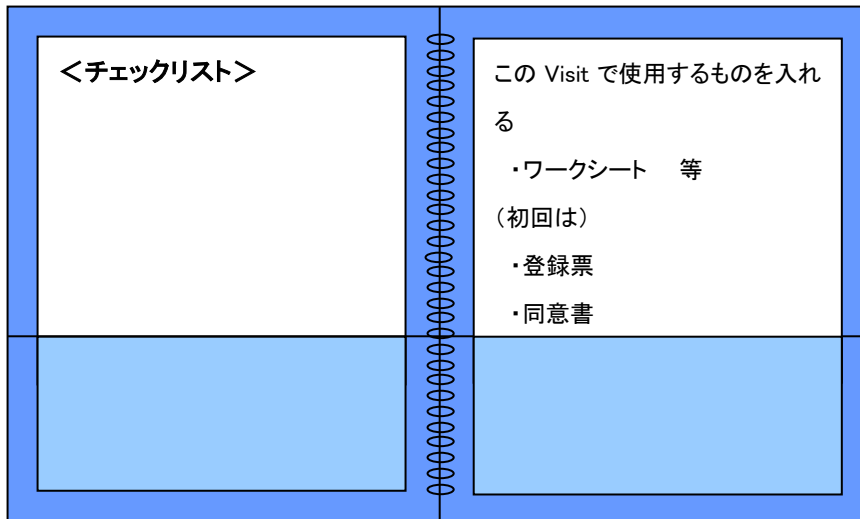 ＜チェックリスト＞
この Visit で使用するものを入れ
る
・ワークシート　等
（初回は）
・登録票
・同意書